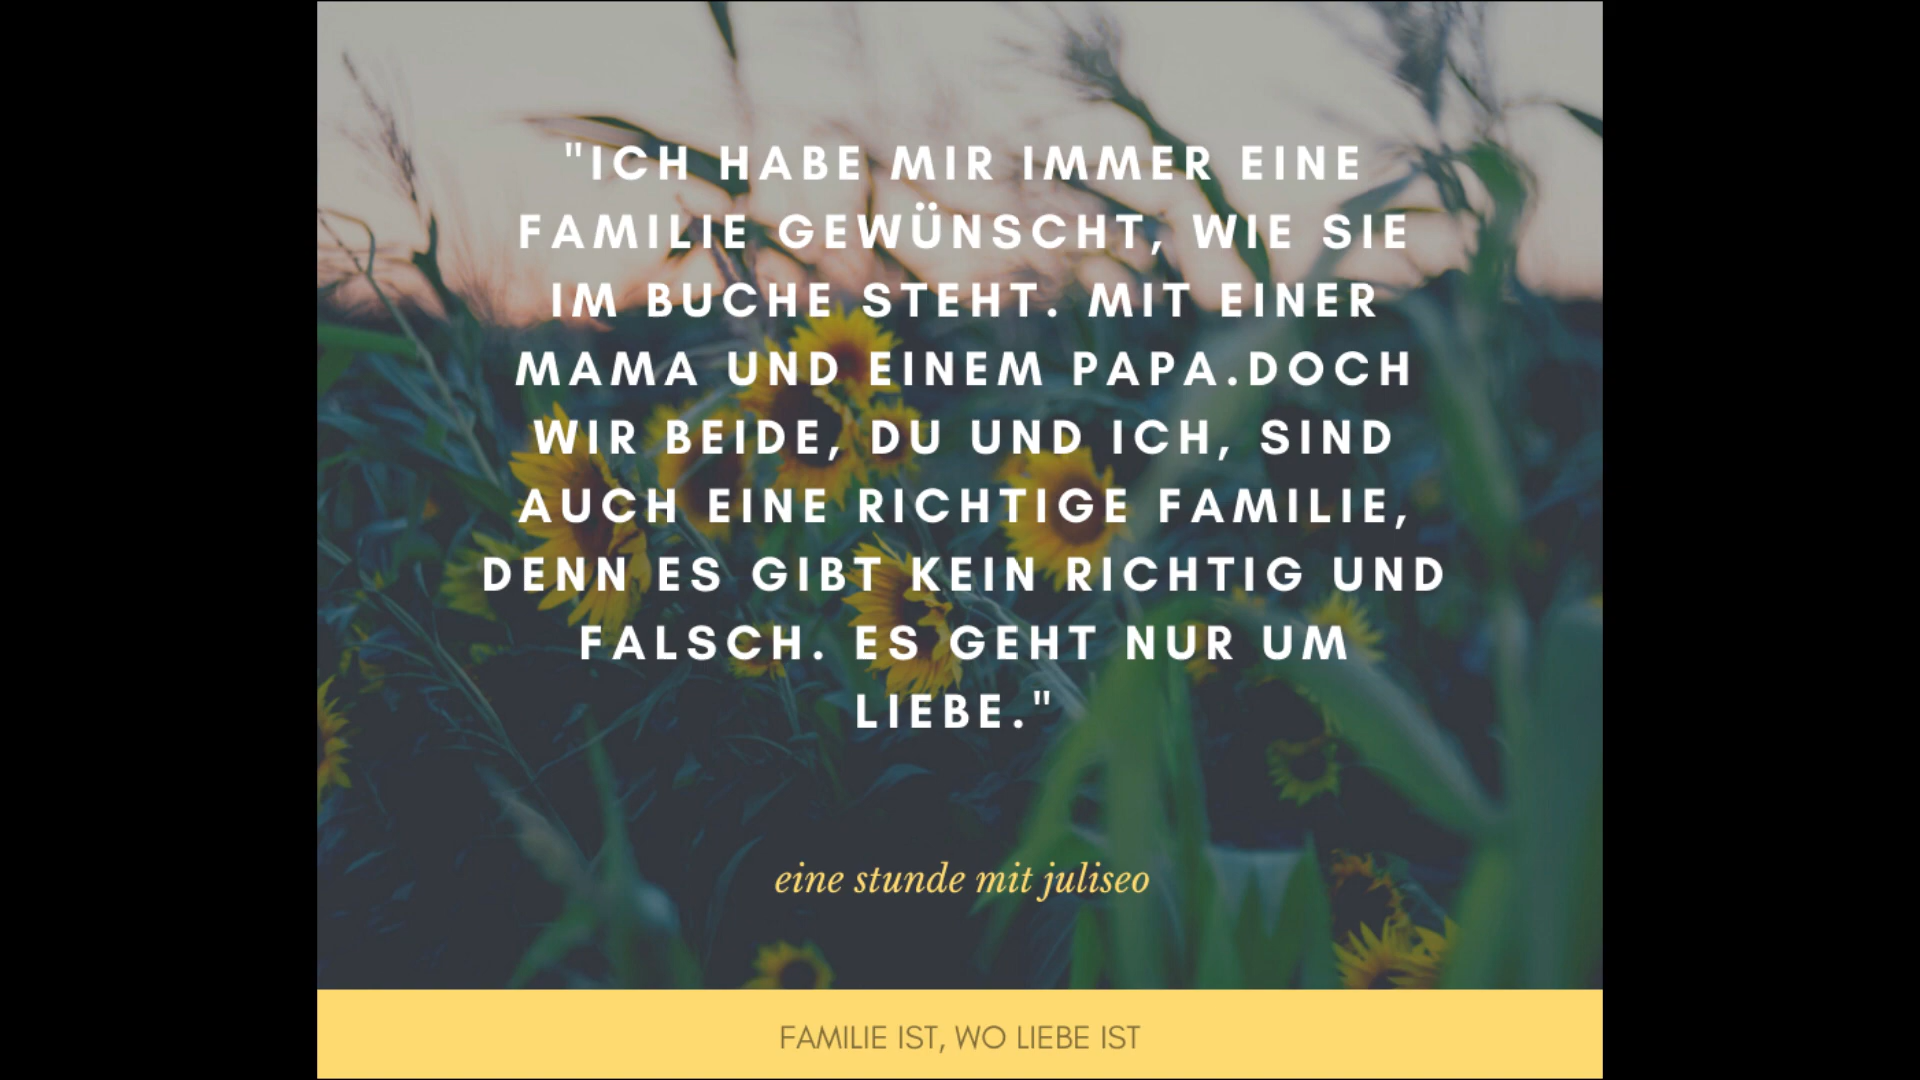 "ICH HABE MIR IMMER EINE
FAMILIE GEWÜNSCHT, WIE SIE
IM BUCHE STEHT. MIT EINER
MAMA UND EINEM PAPA.DOCH
WIR BEIDE, DU UND ICH, SIND
AUCH EINE RICHTIGE FAMILIE,
DENN ES GIBT KEIN RICHTIG UND
FALSCH. ES GEHT NUR UM
LIEBE."
eine stunde mit juliseo
FAMILIE IST, WO LIEBE IST